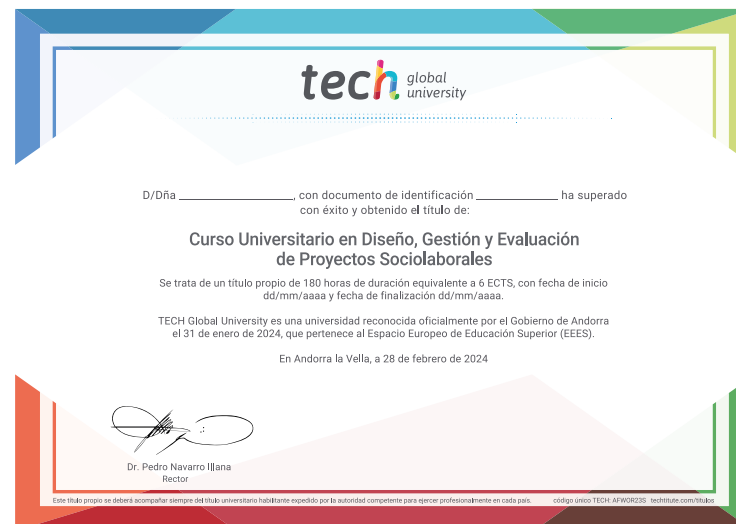 tech global university
D/Dña ____________________, con documento de identificación ______________ ha superado
con éxito y obtenido el título de:
Curso Universitario en Diseño, Gestión y Evaluación
de Proyectos Sociolaborales
Se trata de un título propio de 180 horas de duración equivalente a 6 ECTS, con fecha de inicio
dd/mm/aaaa y fecha de finalización dd/mm/aaaa.
TECH Global University es una universidad reconocida oficialmente por el Gobierno de Andorra
el 31 de enero de 2024, que pertenece al Espacio Europeo de Educación Superior (EEES).
En Andorra la Vella, a 28 de febrero de 2024
Dr. Pedro Navarro Illana
Rector
Este título propio se deberá acompañar siempre del título universitario habilitante expedido por la autoridad competente para ejercer profesionalmente en cada país. código único TECH: AFWOR23S techtitute.com/titulos